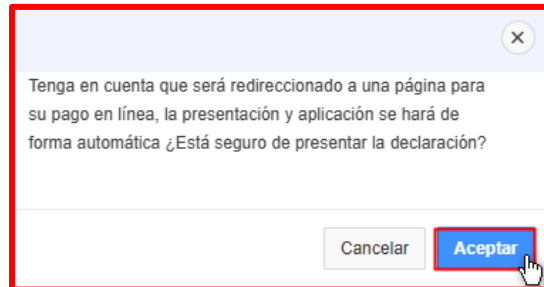 Tenga en cuenta que será redireccionado a una página para
su pago en línea, la presentación y aplicación se hará de
forma automática ¿Está seguro de presentar la declaración?
Cancelar
Aceptar